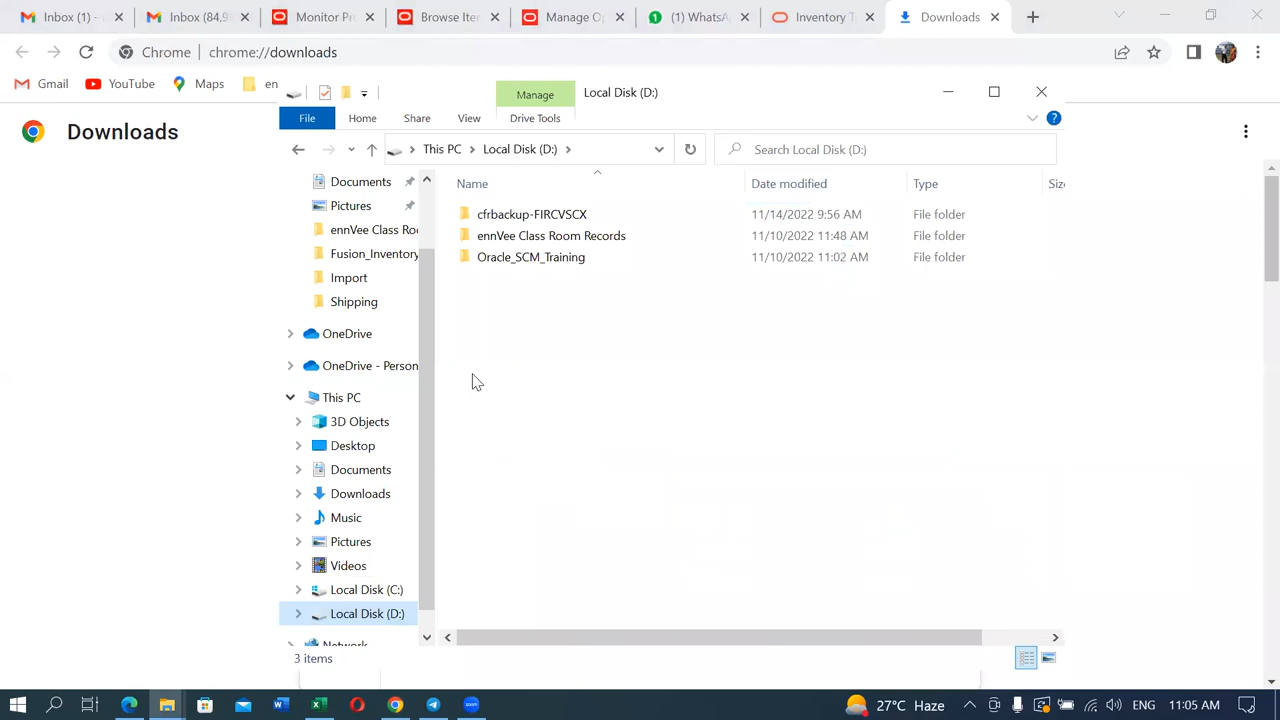 Inbox (1) -
Inbox (84,9
Monitor Pr
Browse Ite
Manage O
(1) WhatsA
Inventory T
Downloads
Chrome
chrome://downloads
Gmail
YouTube
Maps
en
Manage
Local Disk (D:)
File
Home
Share
View
Drive Tools
Downloads
This PC
Local Disk (D:)
Search Local Disk (D:)
Name
Date modified
Type
Size
cfrbackup-FIRCVSCX 11/14/2022 9:56 AM File folder
ennVee Class Room Records 11/10/2022 11:48 AM File folder
Oracle_SCM_Training 11/10/2022 11:02 AM File folder
Documents
Pictures
ennVee Class Roo
Fusion_Inventory
Import
Shipping
OneDrive
OneDrive - Person
This PC
3D Objects
Desktop
Documents
Downloads
Music
Pictures
Videos
Local Disk (C:)
Local Disk (D:)
Network
3 items
27°C Haze
ENG
11:05 AM